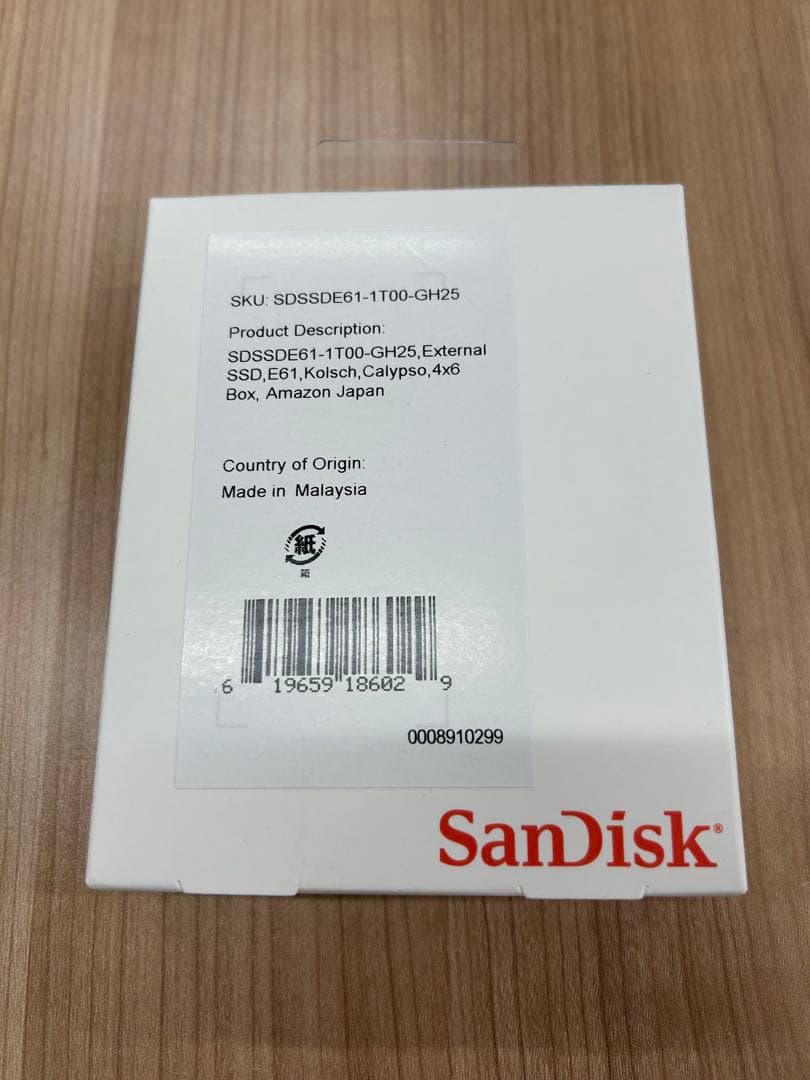 SKU: SDSSDE61-1T00-GH25
Product Description:
SDSSDE61-1T00-GH25,External
SSD,E61,Kolsch,Calypso,4x6
Box, Amazon Japan
Country of Origin:
Made in Malaysia
紙
箱
6 19659 18602 9
0008910299
SanDisk®